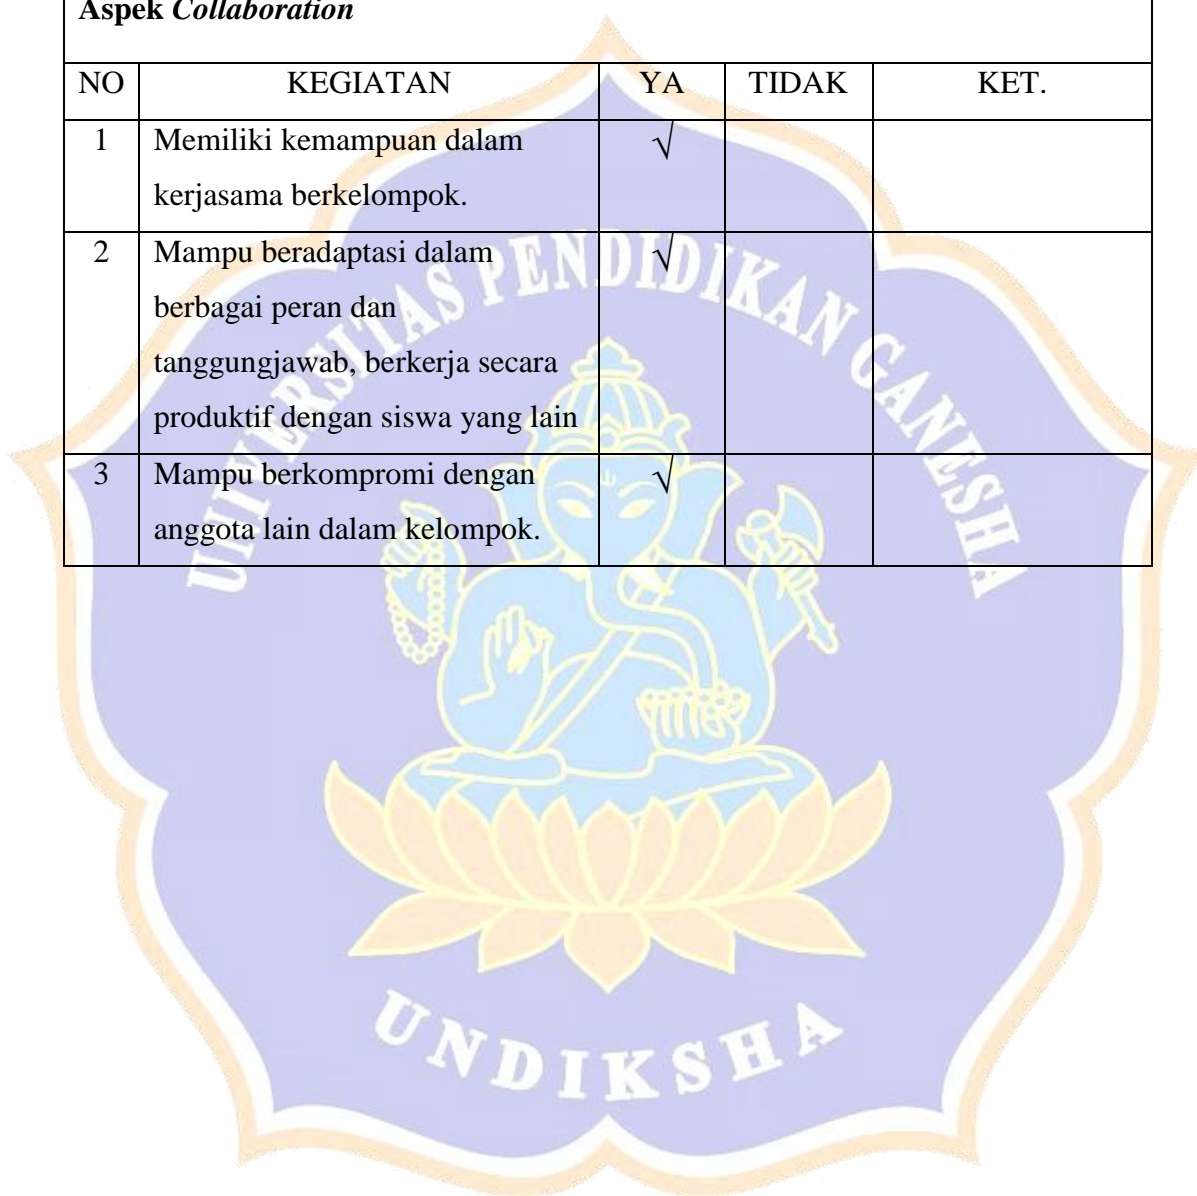 Aspek Collaboration
NO KEGIATAN YA TIDAK KET.
1 Memiliki kemampuan dalam √
kerjasama berkelompok.
2 Mampu beradaptasi dalam √
berbagai peran dan
tanggungjawab, berkerja secara
produktif dengan siswa yang lain
3 Mampu berkompromi dengan √
anggota lain dalam kelompok.
UNIVERSITAS PENDIDIKAN GANESHA
UNDIKSHA